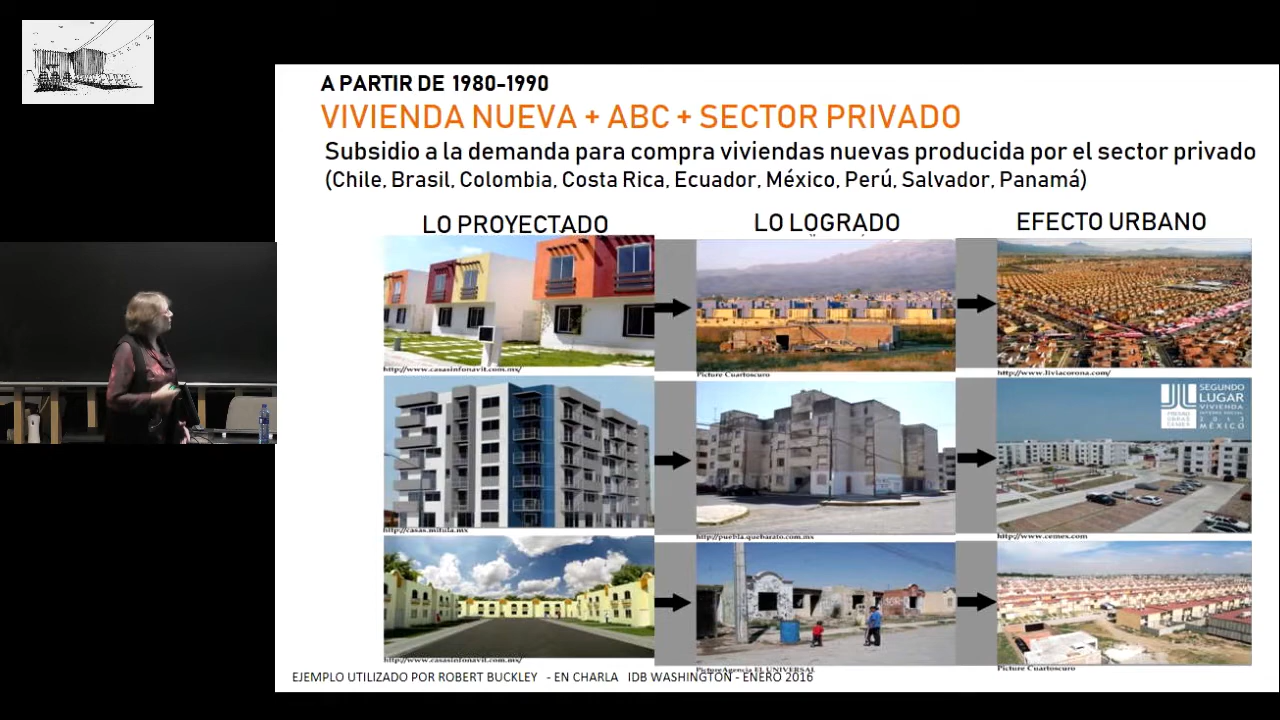 A PARTIR DE 1980-1990
VIVIENDA NUEVA + ABC + SECTOR PRIVADO
Subsidio a la demanda para compra viviendas nuevas producida por el sector privado
(Chile, Brasil, Colombia, Costa Rica, Ecuador, México, Perú, Salvador, Panamá)
LO PROYECTADO
LO LOGRADO
EFECTO URBANO
http://www.casasinfonavit.com.mx/
Picture Cuartoscuro
http://www.liviacorona.com/
SEGUNDO
LUGAR
VIVIENDA
INTERÉS SOCIAL
2013
MÉXICO
PREMIO
OBRAS
CEMEX
http://casas.mitula.mx
http://puebla.quebarato.com.mx
http://www.cemex.com
http://www.casasinfonavit.com.mx/
Picture Agencia EL UNIVERSAL
Picture Cuartoscuro
EJEMPLO UTILIZADO POR ROBERT BUCKLEY - EN CHARLA IDB WASHINGTON - ENERO 2016